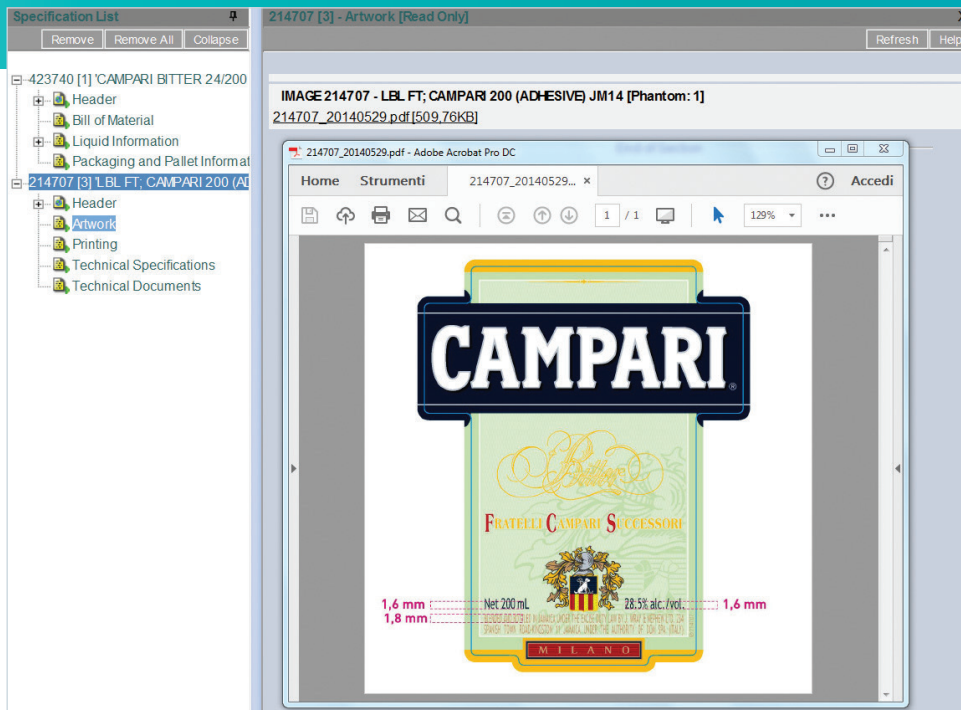 Specification List
Remove Remove All Collapse
423740 [1] 'CAMPARI BITTER 24/200
Header
Bill of Material
Liquid Information
Packaging and Pallet Informat
214707 [3] 'LBL FT; CAMPARI 200 (AD
Header
Artwork
Printing
Technical Specifications
Technical Documents
214707 [3] - Artwork [Read Only]
Refresh Help
IMAGE 214707 - LBL FT; CAMPARI 200 (ADHESIVE) JM14 [Phantom: 1]
214707_20140529.pdf [509,76KB]
214707_20140529.pdf - Adobe Acrobat Pro DC
Home Strumenti 214707_20140529... × ? Accedi
1 / 1 129%
CAMPARI®
Bitter
FRATELLI CAMPARI SUCCESSORI
1,6 mm Net 200 mL 28.5% alc./vol. 1,6 mm
1,8 mm
MILANO